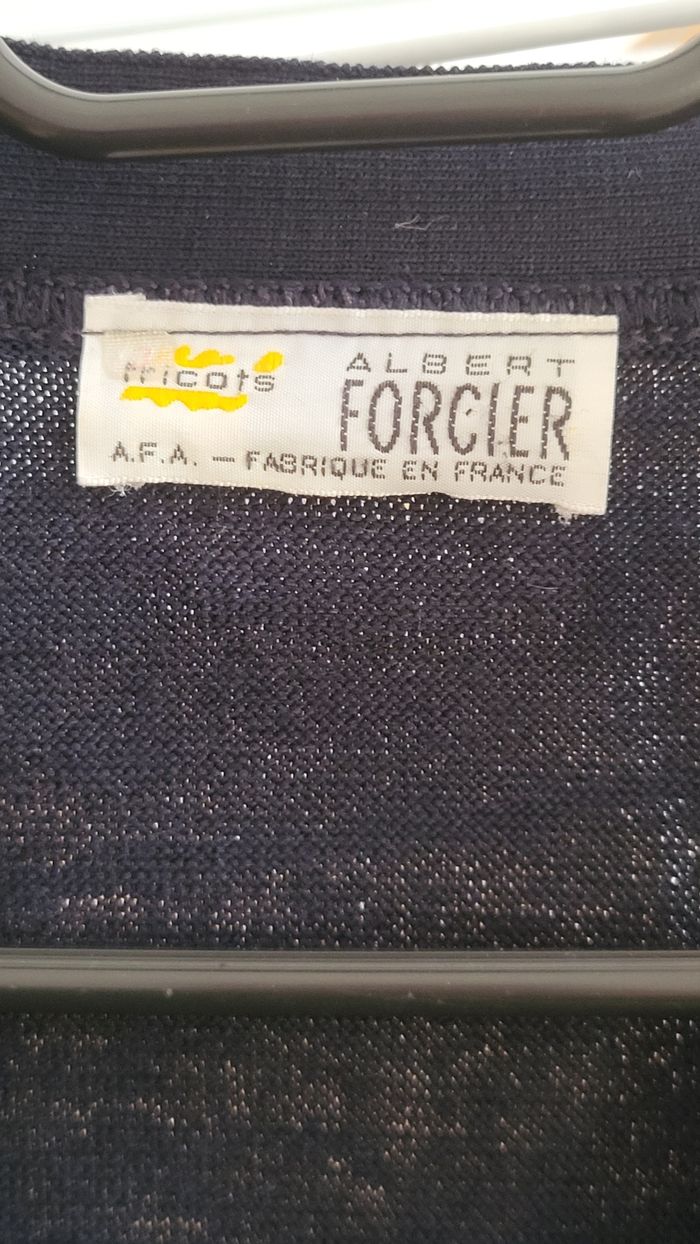 tricots
ALBERT
FORCIER
A.F.A. — FABRIQUE EN FRANCE